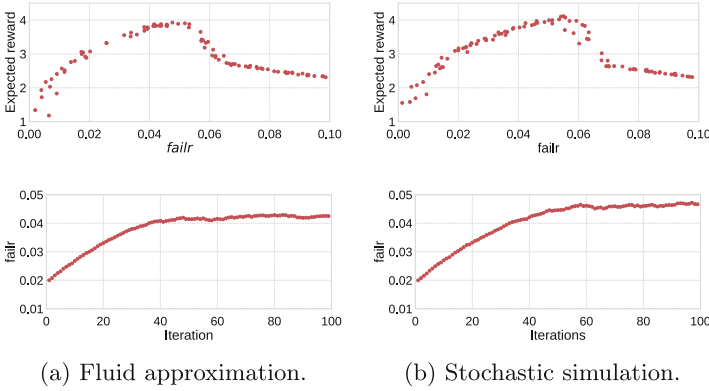 4
3
2
1
Expected reward
0.00 0.02 0.04 0.06 0.08 0.10
failr
4
3
2
1
Expected reward
0.00 0.02 0.04 0.06 0.08 0.10
failr
0.05
0.04
0.03
0.02
0.01
failr
0 20 40 60 80 100
Iteration
0.05
0.04
0.03
0.02
0.01
failr
0 20 40 60 80 100
Iterations
(a) Fluid approximation.
(b) Stochastic simulation.